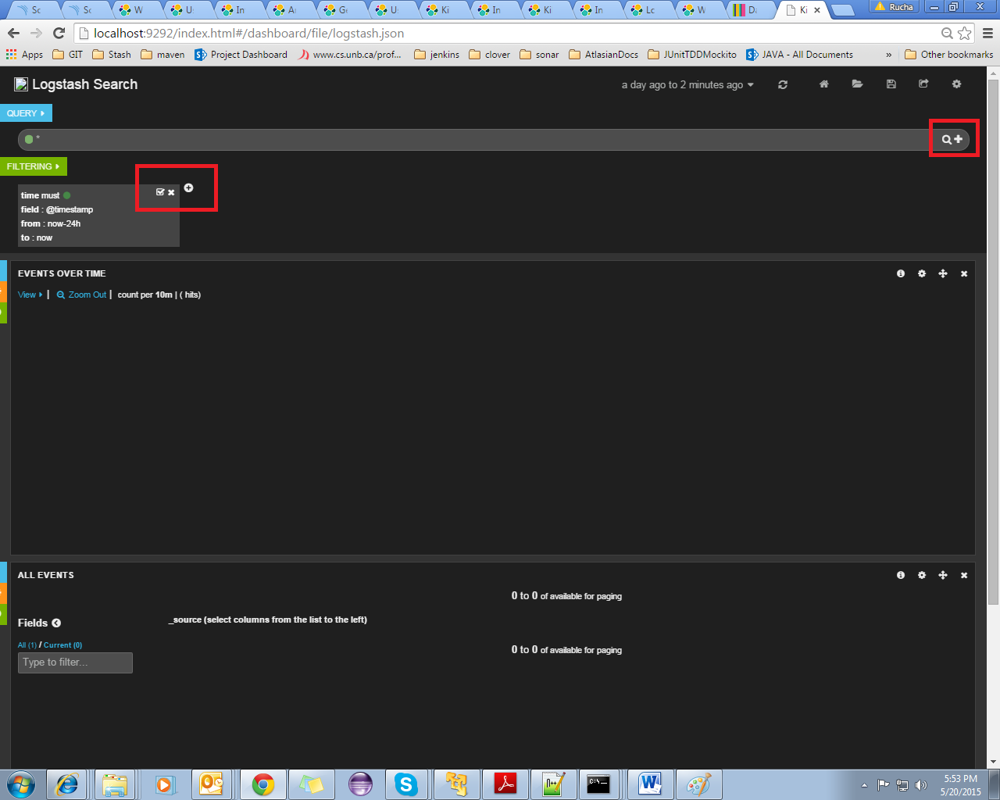 Sc Sc W U In A G U Ki In Ki In Lo W Da Ki Rucha
localhost:9292/index.html#/dashboard/file/logstash.json
Apps GIT Stash maven Project Dashboard www.cs.unb.ca/prof... jenkins clover sonar AtlasianDocs JUnitTDDMockito JAVA - All Documents » Other bookmarks
Logstash Search a day ago to 2 minutes ago
QUERY
*
FILTERING
time must
field : @timestamp
from : now-24h
to : now
EVENTS OVER TIME
View | Zoom Out | count per 10m | ( hits)
ALL EVENTS
0 to 0 of available for paging
Fields _source (select columns from the list to the left)
All (1) / Current (0)
0 to 0 of available for paging
Type to filter...
5:53 PM
5/20/2015